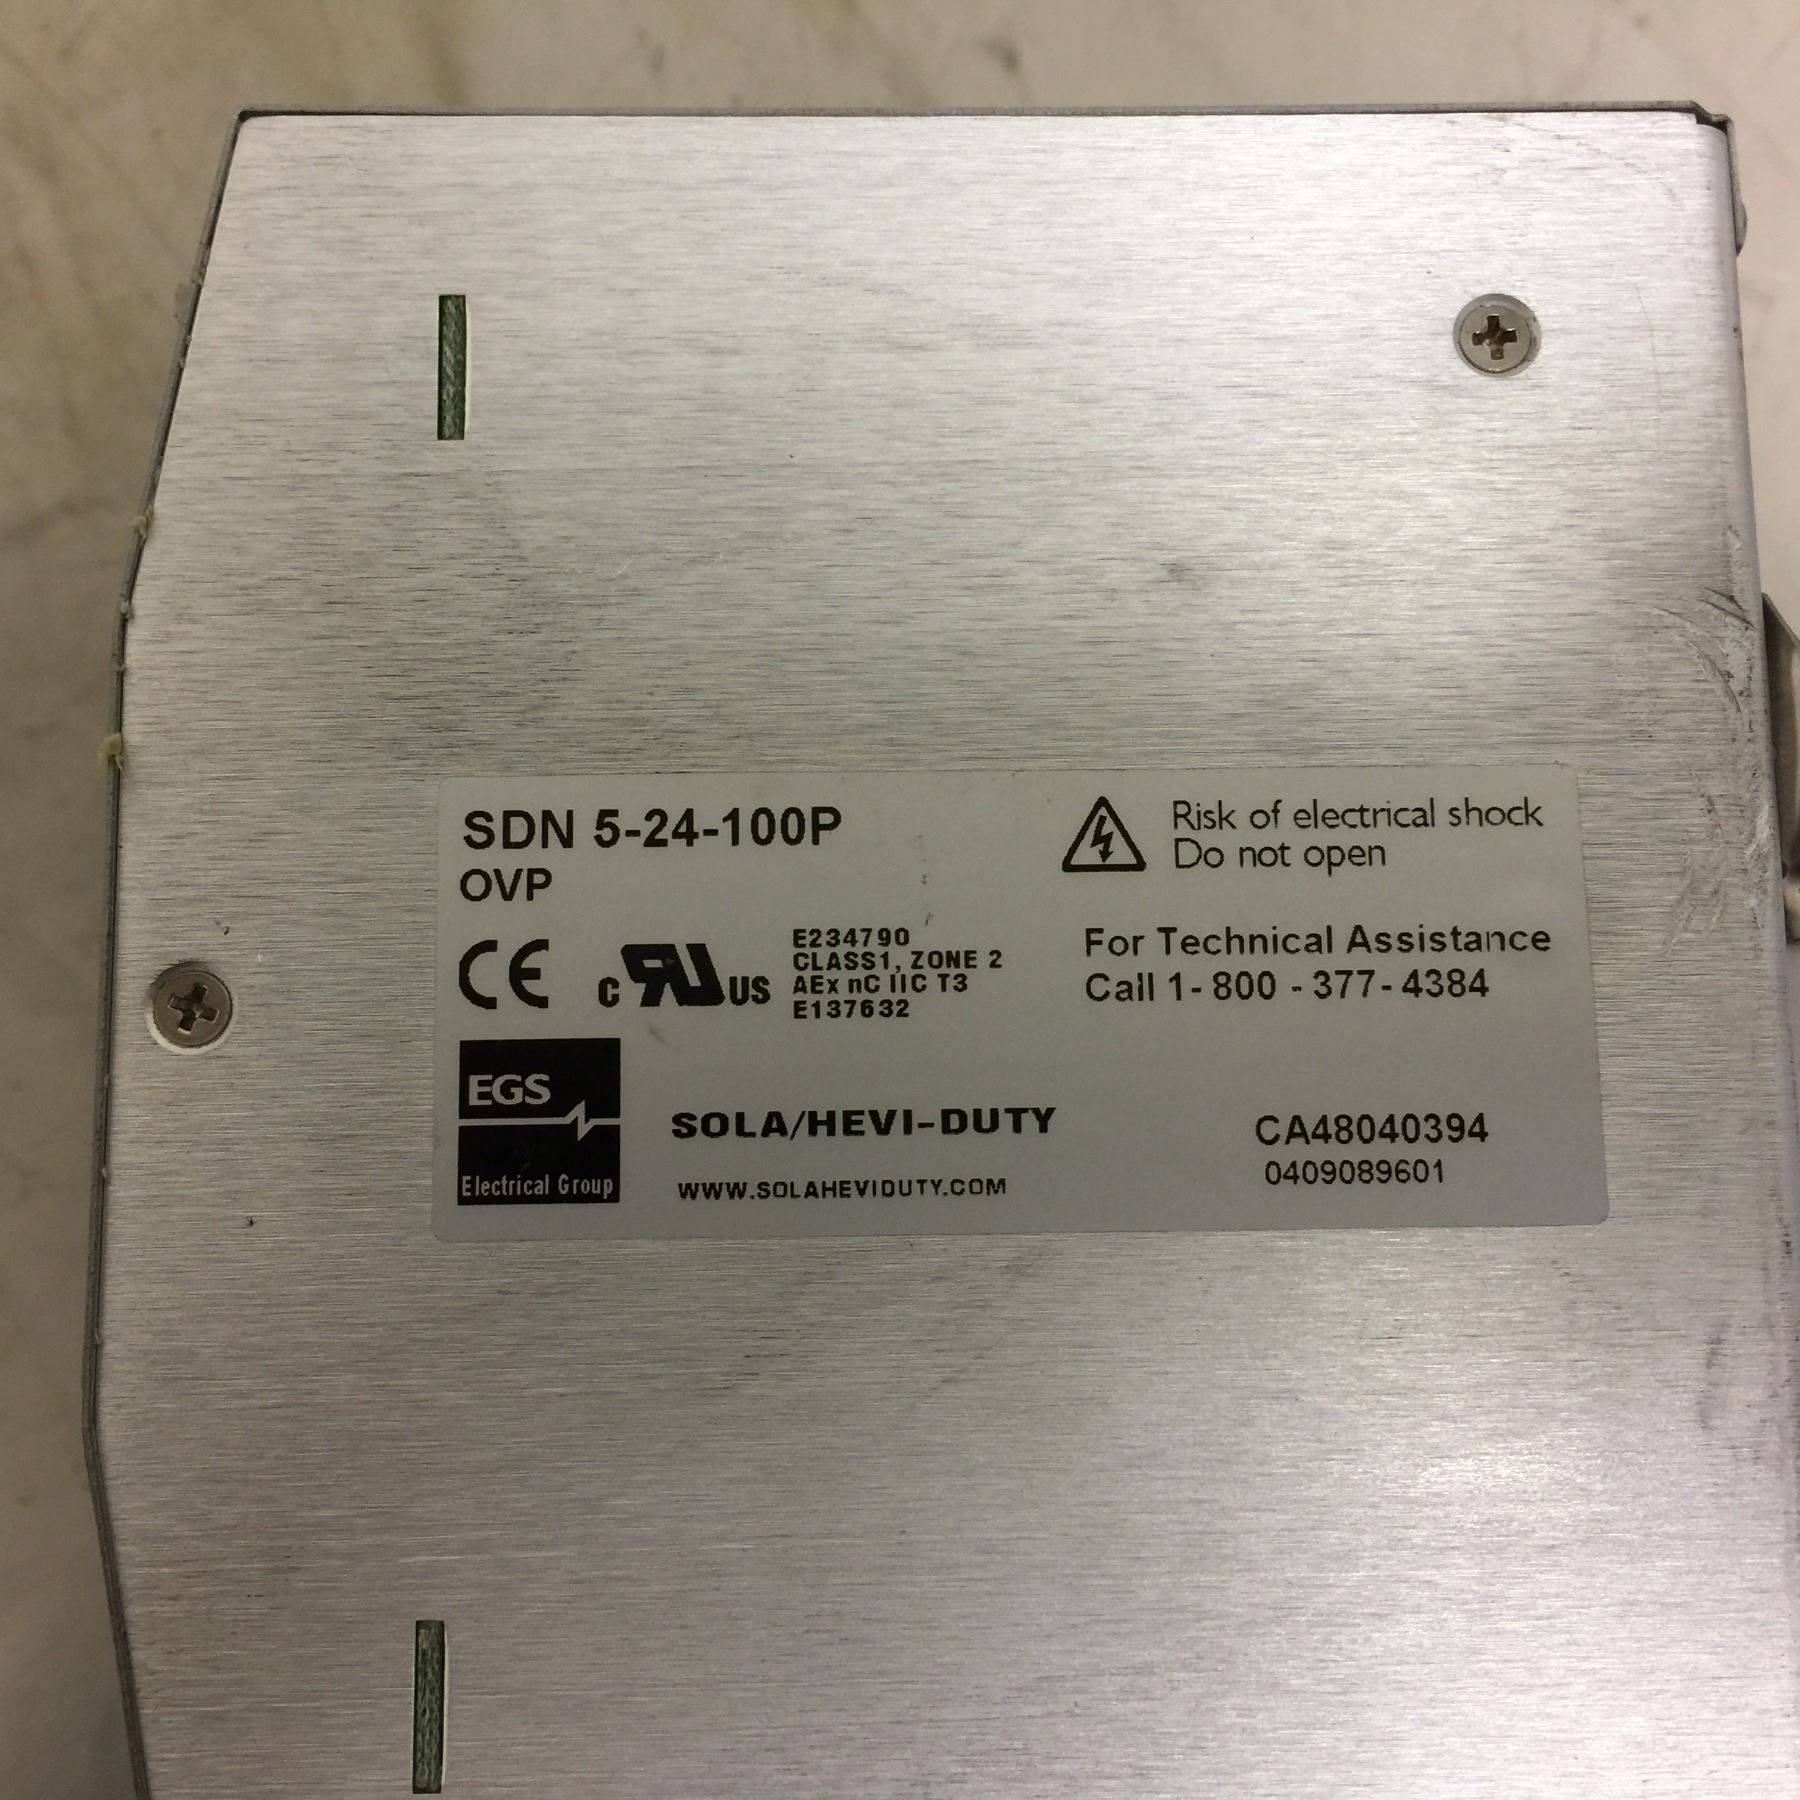 SDN 5-24-100P
OVP
Risk of electrical shock
Do not open
CE
c RU US
E234790
CLASS1, ZONE 2
AEx nC IIC T3
E137632
For Technical Assistance
Call 1-800-377-4384
EGS
Electrical Group
SOLA/HEVI-DUTY
WWW.SOLAHEVIDUTY.COM
CA48040394
0409089601